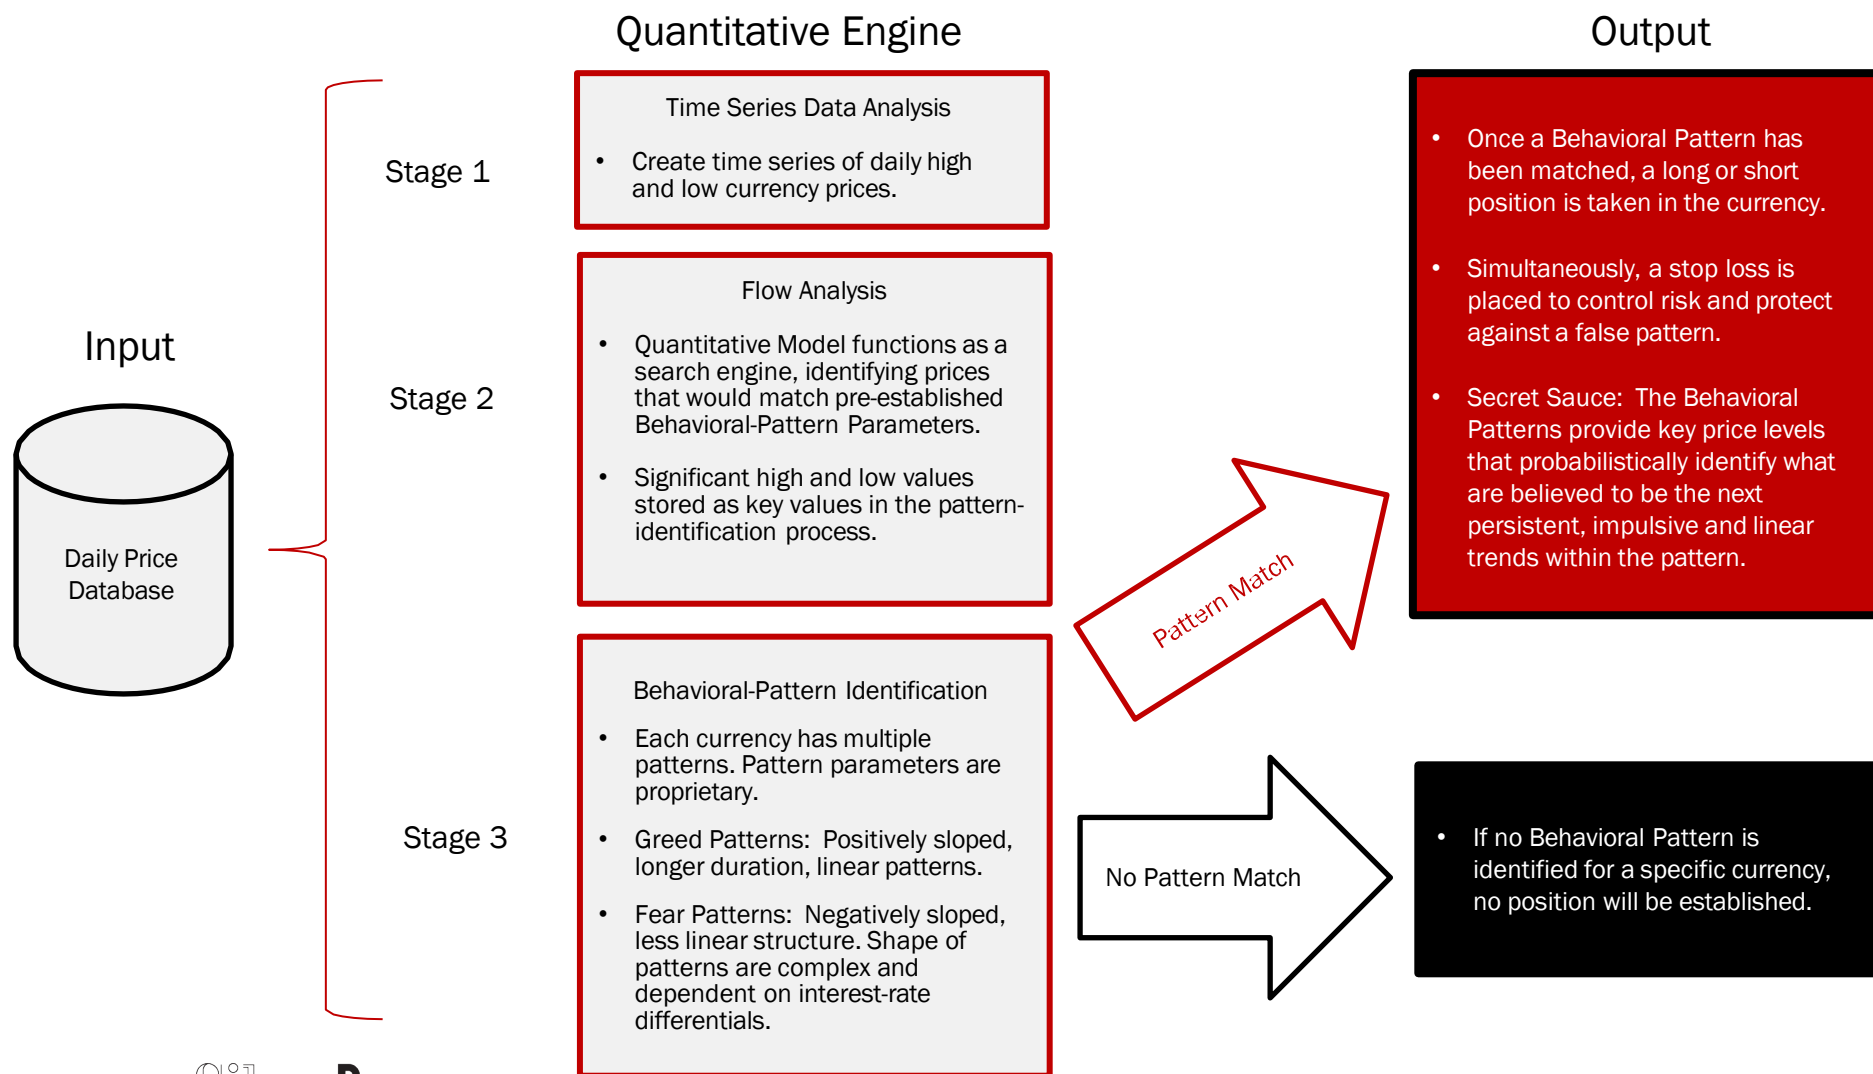 Quantitative Engine
Output
Input
Daily Price
Database
Stage 1
Time Series Data Analysis
• Create time series of daily high
and low currency prices.
Stage 2
Flow Analysis
• Quantitative Model functions as a
search engine, identifying prices
that would match pre-established
Behavioral-Pattern Parameters.
• Significant high and low values
stored as key values in the pattern-
identification process.
Stage 3
Behavioral-Pattern Identification
• Each currency has multiple
patterns. Pattern parameters are
proprietary.
• Greed Patterns: Positively sloped,
longer duration, linear patterns.
• Fear Patterns: Negatively sloped,
less linear structure. Shape of
patterns are complex and
dependent on interest-rate
differentials.
Pattern Match
No Pattern Match
• Once a Behavioral Pattern has
been matched, a long or short
position is taken in the currency.
• Simultaneously, a stop loss is
placed to control risk and protect
against a false pattern.
• Secret Sauce: The Behavioral
Patterns provide key price levels
that probabilistically identify what
are believed to be the next
persistent, impulsive and linear
trends within the pattern.
• If no Behavioral Pattern is
identified for a specific currency,
no position will be established.